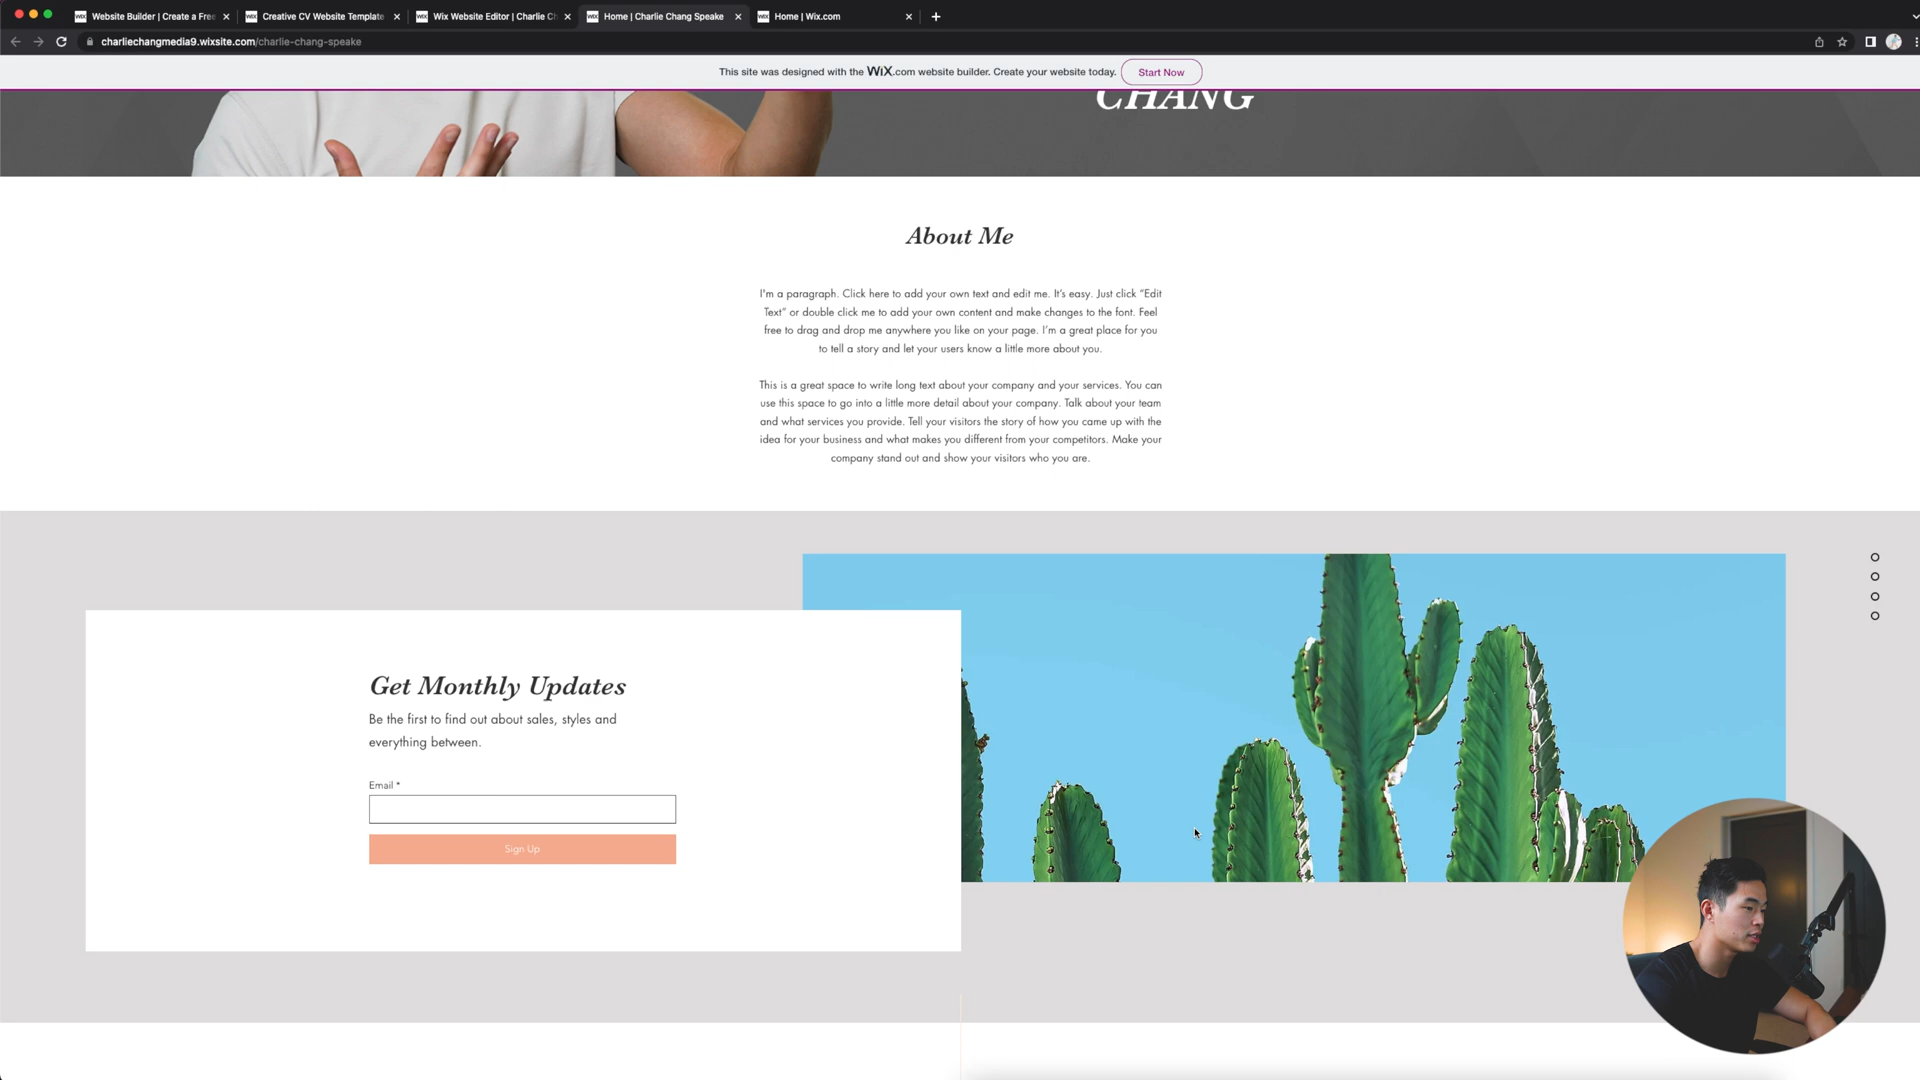 Website Builder | Create a Free
Creative CV Website Template
Wix Website Editor | Charlie Ch
Home | Charlie Chang Speake
Home | Wix.com
charliechangmedia9.wixsite.com/charlie-chang-speake
This site was designed with the WiX.com website builder. Create your website today.
Start Now
CHANG
About Me
I'm a paragraph. Click here to add your own text and edit me. It's easy. Just click “Edit
Text” or double click me to add your own content and make changes to the font. Feel
free to drag and drop me anywhere you like on your page. I'm a great place for you
to tell a story and let your users know a little more about you.
This is a great space to write long text about your company and your services. You can
use this space to go into a little more detail about your company. Talk about your team
and what services you provide. Tell your visitors the story of how you came up with the
idea for your business and what makes you different from your competitors. Make your
company stand out and show your visitors who you are.
Get Monthly Updates
Be the first to find out about sales, styles and
everything between.
Email *
Sign Up